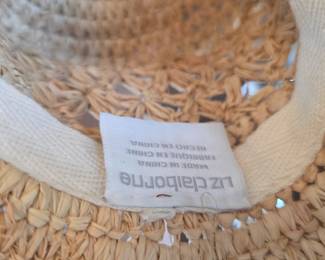 LIZ claiborne
MADE IN CHINA
FABRIQUE EN CHINE
HECHO EN CHINA